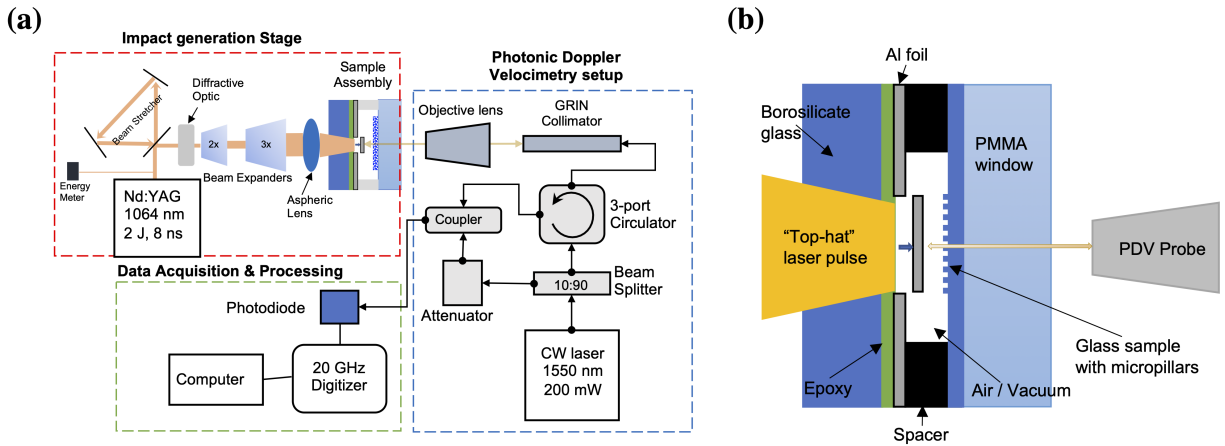 (a)
Impact generation Stage
Diffractive
Optic
Sample
Assembly
Beam Stretcher
2x
3x
Beam Expanders
Aspheric
Lens
Energy
Meter
Nd:YAG
1064 nm
2 J, 8 ns
Photonic Doppler
Velocimetry setup
Objective lens
GRIN
Collimator
3-port
Circulator
Coupler
Beam
Splitter
10:90
Attenuator
CW laser
1550 nm
200 mW
Data Acquisition & Processing
Photodiode
Computer
20 GHz
Digitizer
(b)
Al foil
Borosilicate
glass
PMMA
window
"Top-hat"
laser pulse
PDV Probe
Glass sample
with micropillars
Epoxy
Air / Vacuum
Spacer